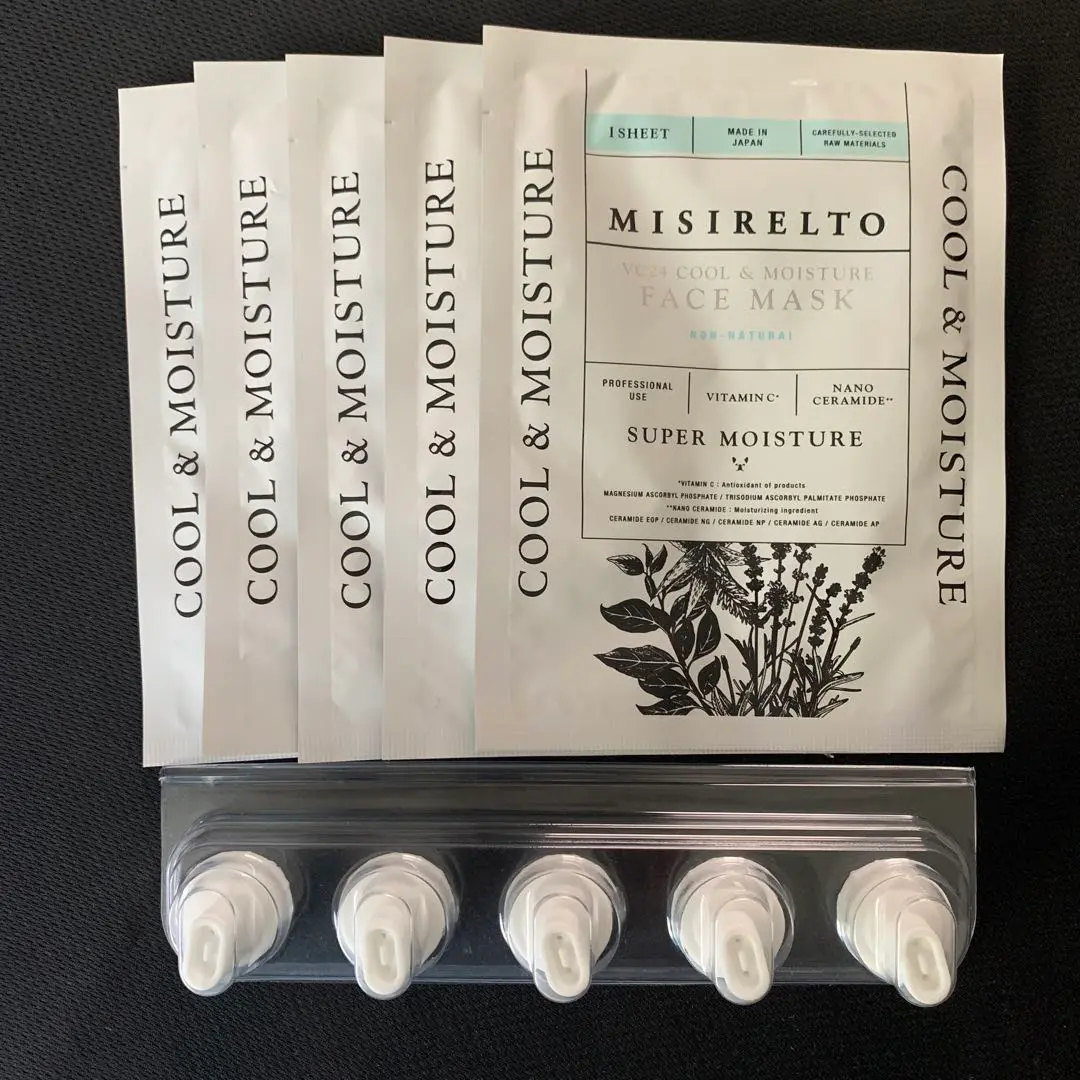 COOL & MOISTURE
COOL & MOISTURE
COOL & MOISTURE
COOL & MOISTURE
COOL & MOISTURE
1 SHEET
MADE IN
JAPAN
CAREFULLY-SELECTED
RAW MATERIALS
MISIRELTO
VC24 COOL & MOISTURE
FACE MASK
NON-NATURAL
PROFESSIONAL
USE
VITAMIN C*
NANO
CERAMIDE**
SUPER MOISTURE
*VITAMIN C : Antioxidant of products
MAGNESIUM ASCORBYL PHOSPHATE / TRISODIUM ASCORBYL PALMITATE PHOSPHATE
**NANO CERAMIDE : Moisturizing ingredient
CERAMIDE EOP / CERAMIDE NG / CERAMIDE NP / CERAMIDE AG / CERAMIDE AP
COOL & MOISTURE